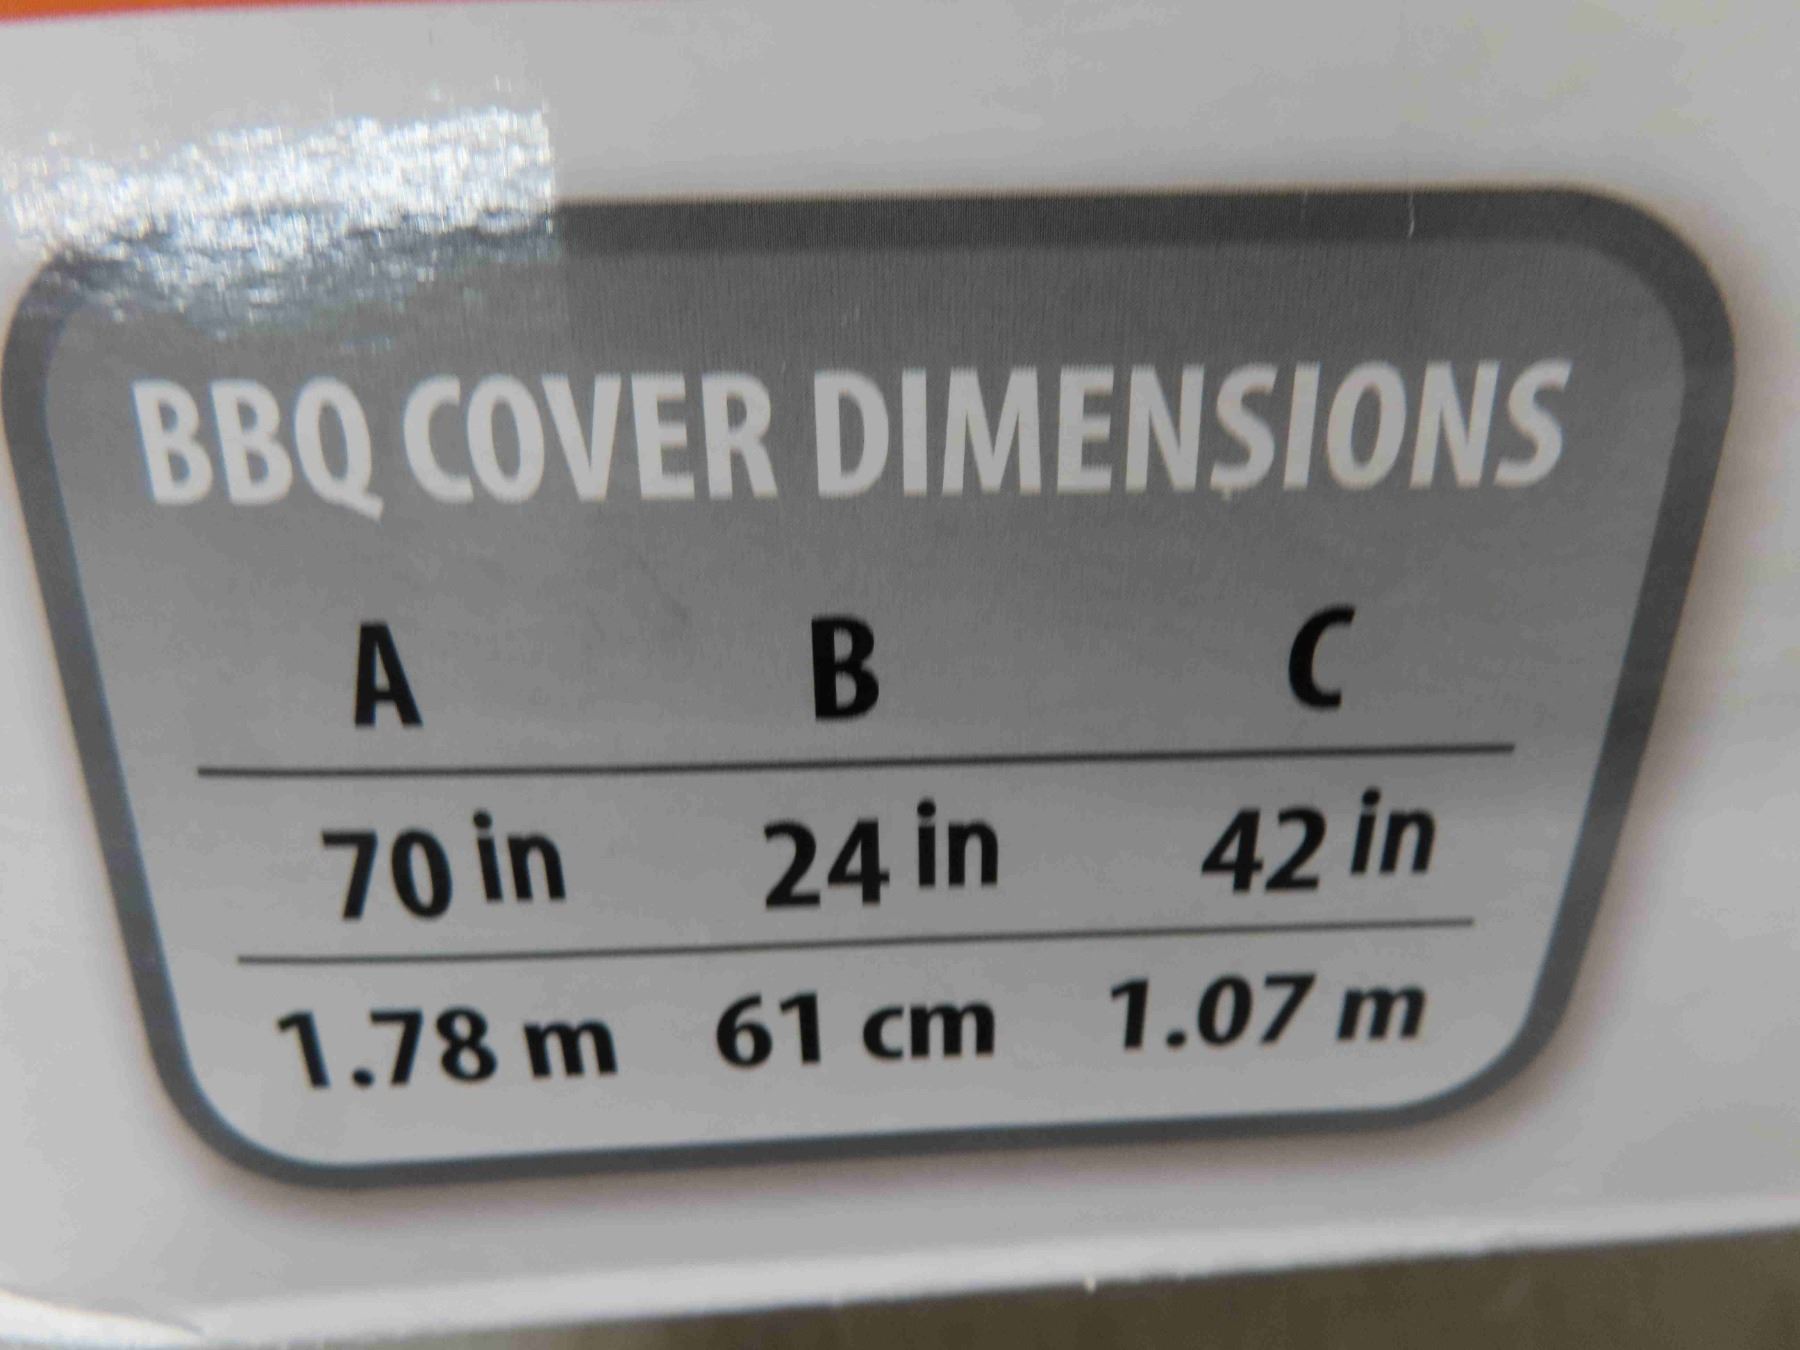 BBQ COVER DIMENSIONS
A B C
70 in 24 in 42 in
1.78 m 61 cm 1.07 m